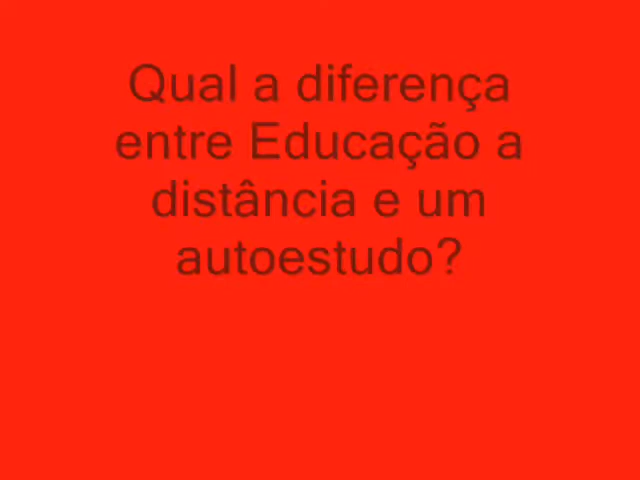 Qual a diferença
entre Educação a
distância e um
autoestudo?